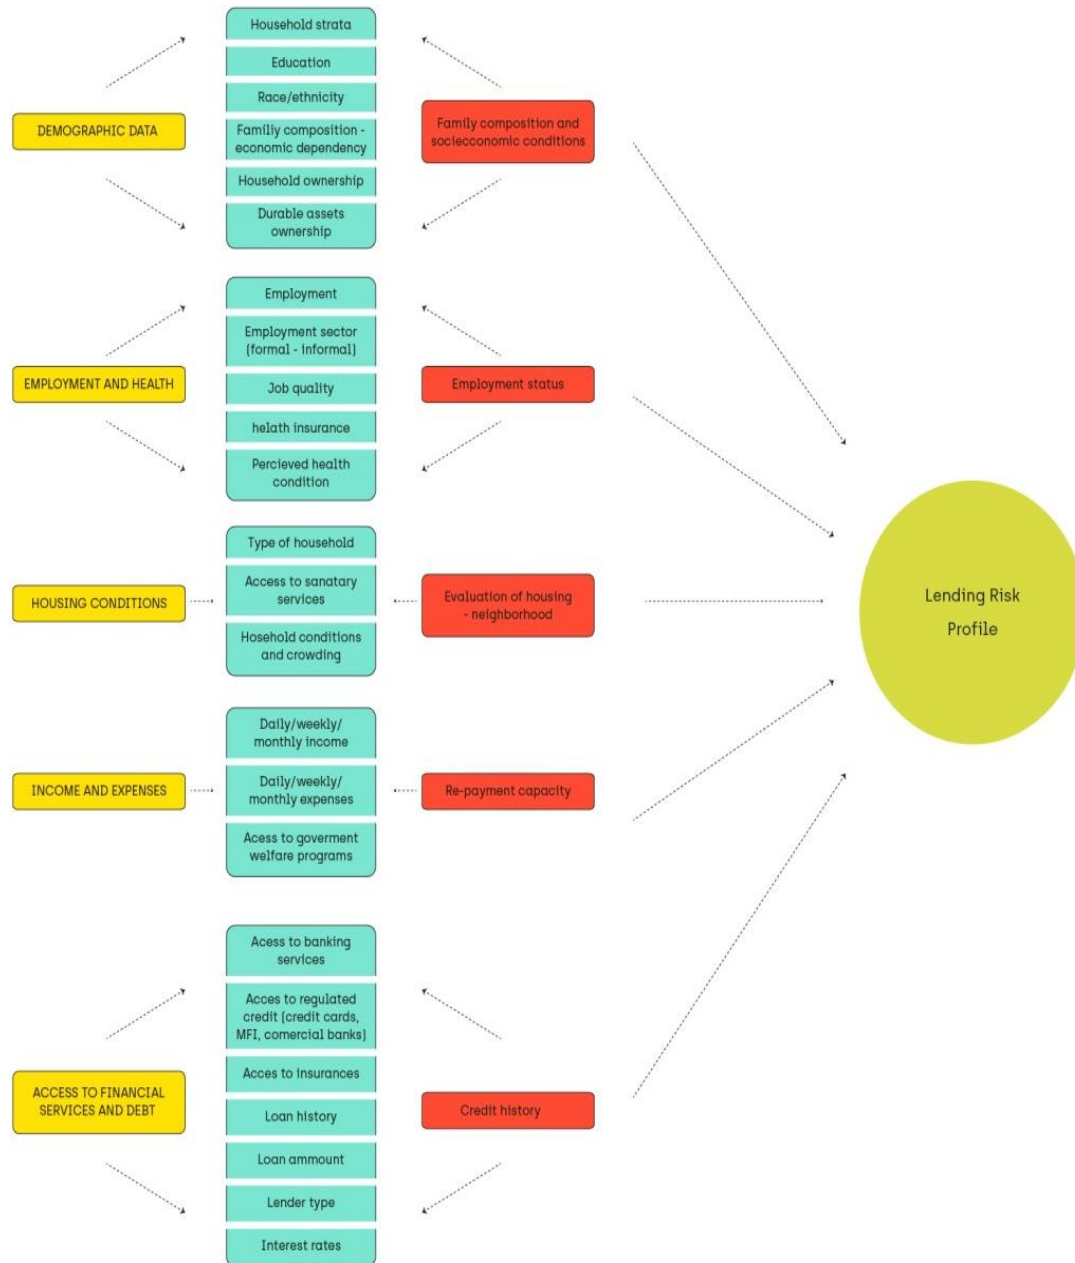 Household strata
Education
Race/ethnicity
DEMOGRAPHIC DATA
Familiy composition -
economic dependency
Family composition and
socieconomic conditions
Household ownership
Durable assets
ownership
Employment
Employment sector
(formal - informal)
EMPLOYMENT AND HEALTH
Job quality
Employment status
helath insurance
Percieved health
condition
Type of household
HOUSING CONDITIONS
Access to sanatary
services
Evaluation of housing
- neighborhood
Hosehold conditions
and crowding
Lending Risk
Profile
Daily/weekly/
monthly income
INCOME AND EXPENSES
Daily/weekly/
monthly expenses
Re-payment capacity
Acess to goverment
welfare programs
Acess to banking
services
Acces to regulated
credit (credit cards,
MFI, comercial banks)
Acces to insurances
ACCESS TO FINANCIAL
SERVICES AND DEBT
Loan history
Credit history
Loan ammount
Lender type
Interest rates